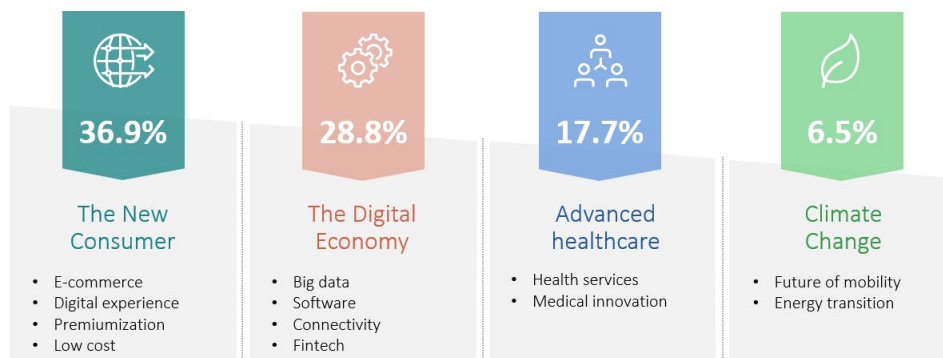 36.9%
28.8%
17.7%
6.5%
The New
Consumer
• E-commerce
• Digital experience
• Premiumization
• Low cost
The Digital
Economy
• Big data
• Software
• Connectivity
• Fintech
Advanced
healthcare
• Health services
• Medical innovation
Climate
Change
• Future of mobility
• Energy transition